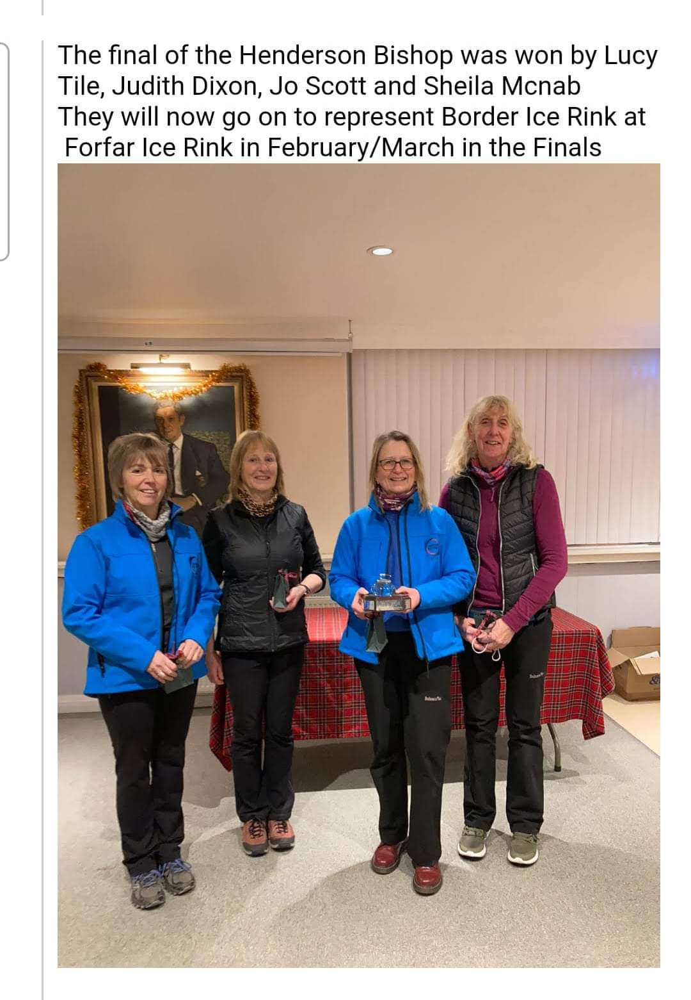 The final of the Henderson Bishop was won by Lucy
Tile, Judith Dixon, Jo Scott and Sheila Mcnab
They will now go on to represent Border Ice Rink at
Forfar Ice Rink in February/March in the Finals